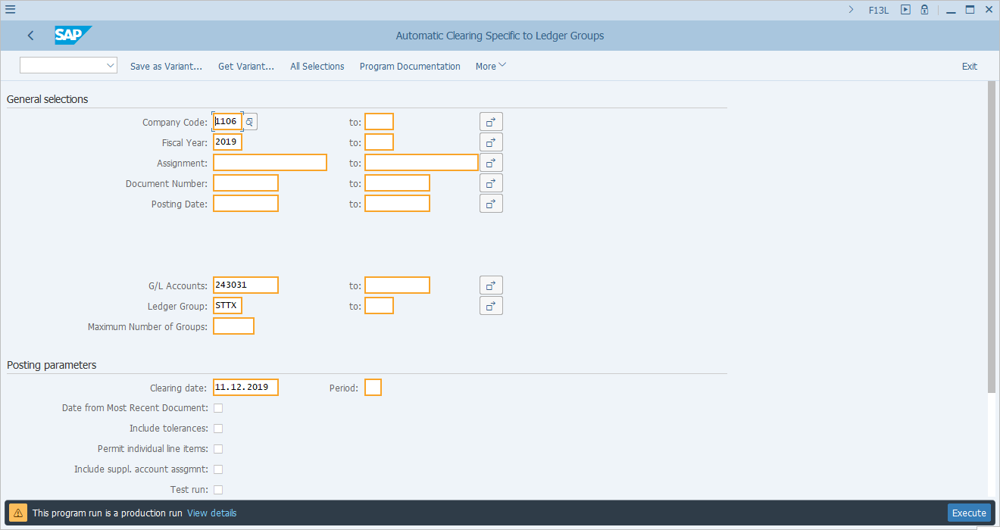 F13L
SAP Automatic Clearing Specific to Ledger Groups
Save as Variant... Get Variant... All Selections Program Documentation More Exit
General selections
Company Code: 1106 to:
Fiscal Year: 2019 to:
Assignment: to:
Document Number: to:
Posting Date: to:
G/L Accounts: 243031 to:
Ledger Group: STTX to:
Maximum Number of Groups:
Posting parameters
Clearing date: 11.12.2019 Period:
Date from Most Recent Document:
Include tolerances:
Permit individual line items:
Include suppl. account assgmnt:
Test run:
This program run is a production run View details Execute